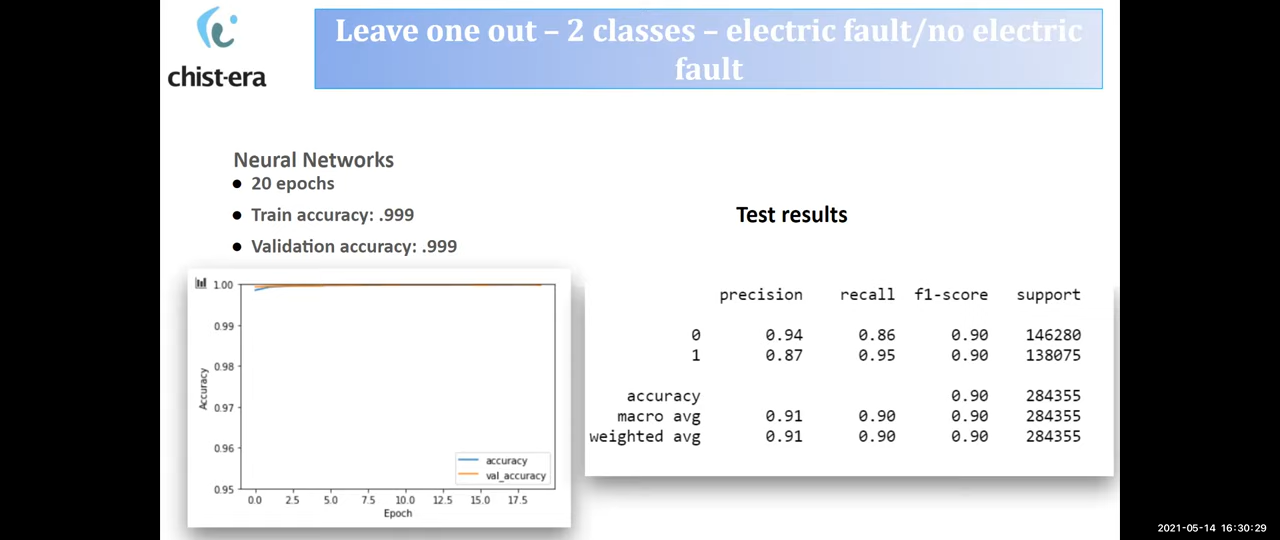 chist-era
Leave one out – 2 classes – electric fault/no electric
fault
Neural Networks
● 20 epochs
● Train accuracy: .999
● Validation accuracy: .999
Test results
1.00
0.99
0.98
0.97
0.96
0.95
Accuracy
accuracy
val_accuracy
0.0 2.5 5.0 7.5 10.0 12.5 15.0 17.5
Epoch
precision recall f1-score support
0 0.94 0.86 0.90 146280
1 0.87 0.95 0.90 138075
accuracy 0.90 284355
macro avg 0.91 0.90 0.90 284355
weighted avg 0.91 0.90 0.90 284355
2021-05-14 16:30:29